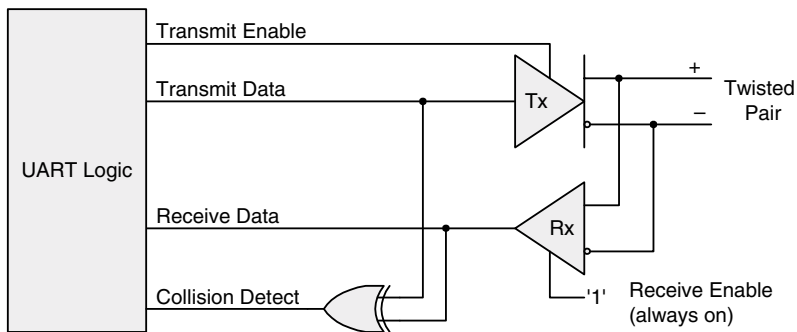 Transmit Enable
Transmit Data
Tx
+
–
Twisted
Pair
UART Logic
Receive Data
Rx
Collision Detect
'1'
Receive Enable
(always on)